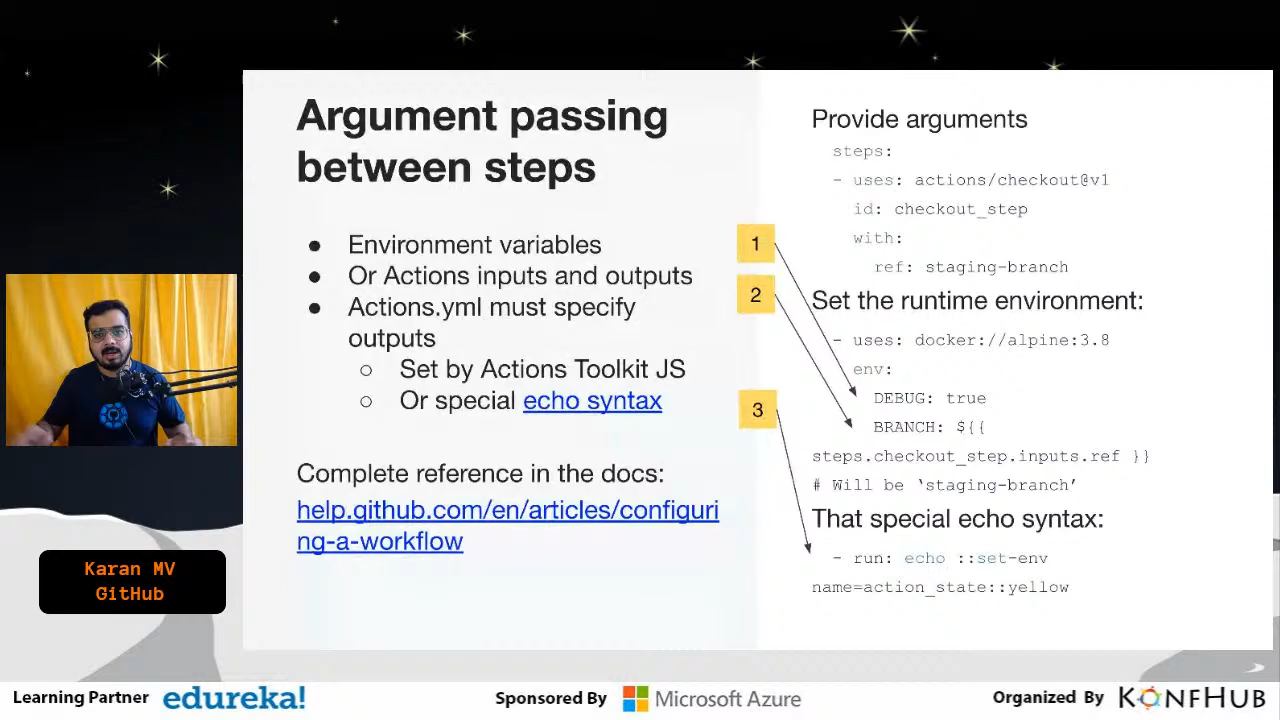 Argument passing
between steps
● Environment variables
● Or Actions inputs and outputs
● Actions.yml must specify
outputs
○ Set by Actions Toolkit JS
○ Or special echo syntax
Complete reference in the docs:
help.github.com/en/articles/configuri
ng-a-workflow
1
2
3
Provide arguments
steps:
- uses: actions/checkout@v1
id: checkout_step
with:
ref: staging-branch
Set the runtime environment:
- uses: docker://alpine:3.8
env:
DEBUG: true
BRANCH: ${{
steps.checkout_step.inputs.ref }}
# Will be ‘staging-branch’
That special echo syntax:
- run: echo ::set-env
name=action_state::yellow
Karan MV
GitHub
Learning Partner edureka!
Sponsored By Microsoft Azure
Organized By KONFHUB